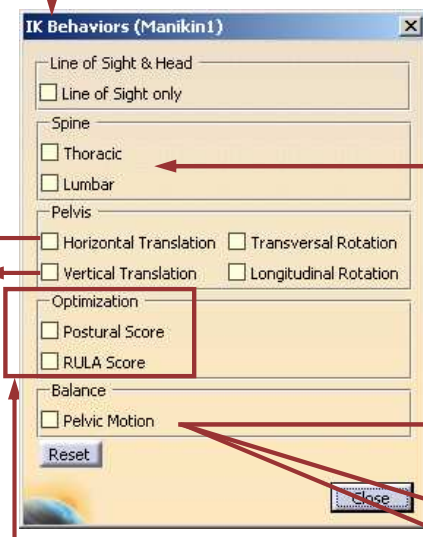 IK Behaviors (Manikin1)
Line of Sight & Head
Line of Sight only
Spine
Thoracic
Lumbar
Pelvis
Horizontal Translation Transversal Rotation
Vertical Translation Longitudinal Rotation
Optimization
Postural Score
RULA Score
Balance
Pelvic Motion
Reset
Close